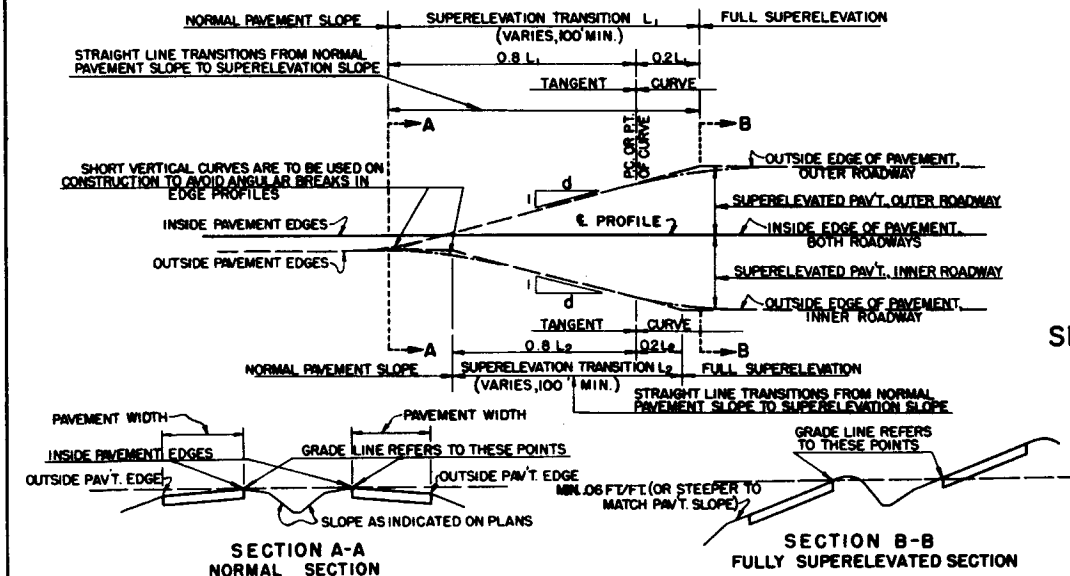 NORMAL PAVEMENT SLOPE
SUPERELEVATION TRANSITION L₁
(VARIES, 100' MIN.)
FULL SUPERELEVATION
STRAIGHT LINE TRANSITIONS FROM NORMAL
PAVEMENT SLOPE TO SUPERELEVATION SLOPE
0.8 L₁
0.2 L₁
TANGENT
CURVE
A
B
P.C. OR P.T.
OF CURVE
SHORT VERTICAL CURVES ARE TO BE USED ON
CONSTRUCTION TO AVOID ANGULAR BREAKS IN
EDGE PROFILES
d
1
OUTSIDE EDGE OF PAVEMENT,
OUTER ROADWAY
SUPERELEVATED PAV'T., OUTER ROADWAY
INSIDE PAVEMENT EDGES
℄ PROFILE
INSIDE EDGE OF PAVEMENT,
BOTH ROADWAYS
OUTSIDE PAVEMENT EDGES
SUPERELEVATED PAV'T., INNER ROADWAY
1
d
OUTSIDE EDGE OF PAVEMENT,
INNER ROADWAY
TANGENT
CURVE
A
B
0.8 L₂
0.2 L₂
NORMAL PAVEMENT SLOPE
SUPERELEVATION TRANSITION L₂
(VARIES, 100' MIN.)
FULL SUPERELEVATION
STRAIGHT LINE TRANSITIONS FROM NORMAL
PAVEMENT SLOPE TO SUPERELEVATION SLOPE
PAVEMENT WIDTH
PAVEMENT WIDTH
INSIDE PAVEMENT EDGES
GRADE LINE REFERS TO THESE POINTS
OUTSIDE PAV'T. EDGE
OUTSIDE PAV'T. EDGE
SLOPE AS INDICATED ON PLANS
SECTION A-A
NORMAL SECTION
GRADE LINE REFERS
TO THESE POINTS
MIN. .06 FT/FT. (OR STEEPER TO
MATCH PAV'T. SLOPE)
SECTION B-B
FULLY SUPERELEVATED SECTION